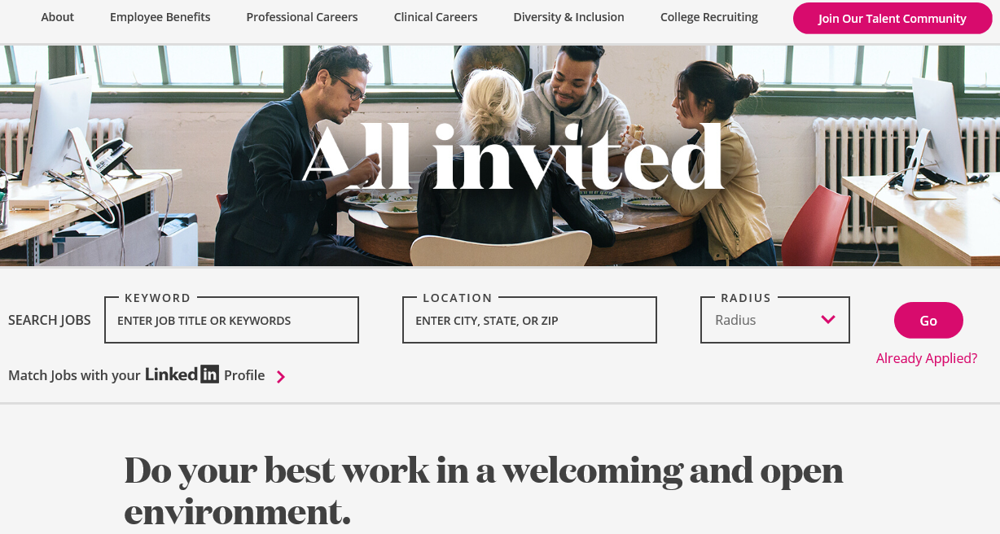 About Employee Benefits Professional Careers Clinical Careers Diversity & Inclusion College Recruiting Join Our Talent Community
All invited
KEYWORD LOCATION RADIUS
SEARCH JOBS ENTER JOB TITLE OR KEYWORDS ENTER CITY, STATE, OR ZIP Radius Go
Already Applied?
Match Jobs with your LinkedIn Profile
Do your best work in a welcoming and open
environment.